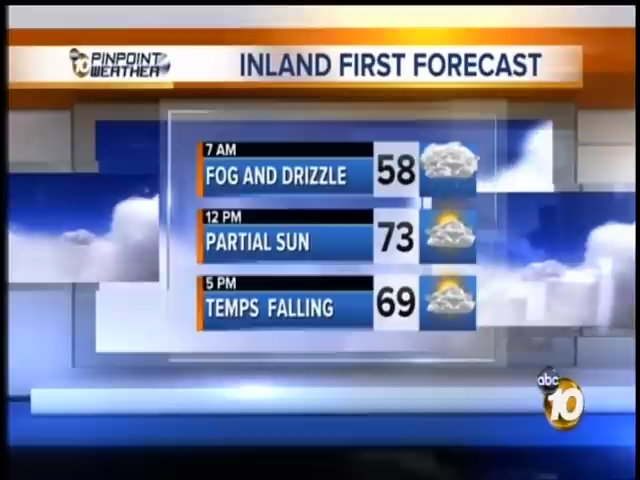 10 PINPOINT WEATHER
INLAND FIRST FORECAST
7 AM
FOG AND DRIZZLE 58
12 PM
PARTIAL SUN 73
5 PM
TEMPS FALLING 69
abc
10